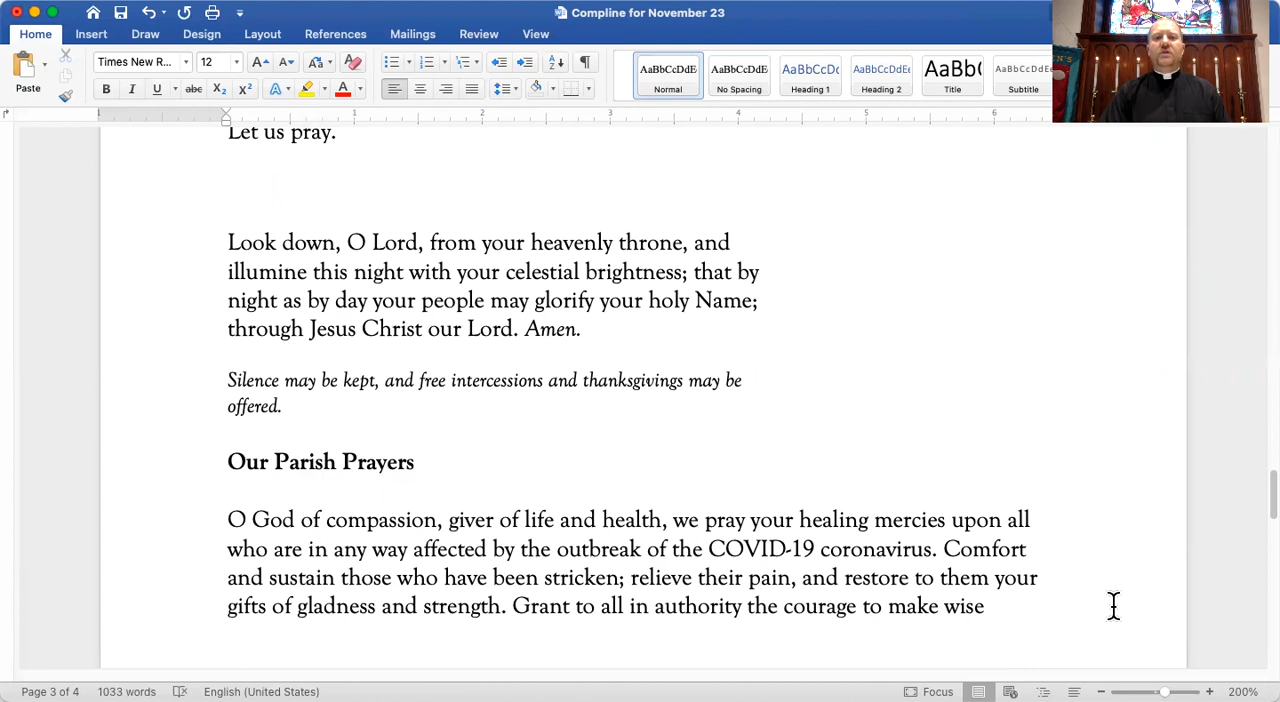 Compline for November 23
Home Insert Draw Design Layout References Mailings Review View
Paste
Times New R... 12
AaBbCcDdE AaBbCcDdE AaBbCcDc AaBbCcDdEe AaBb( AaBbCcDdE
Normal No Spacing Heading 1 Heading 2 Title Subtitle
1 1 2 3 4 5 6
Let us pray.
Look down, O Lord, from your heavenly throne, and
illumine this night with your celestial brightness; that by
night as by day your people may glorify your holy Name;
through Jesus Christ our Lord. Amen.
Silence may be kept, and free intercessions and thanksgivings may be
offered.
Our Parish Prayers
O God of compassion, giver of life and health, we pray your healing mercies upon all
who are in any way affected by the outbreak of the COVID-19 coronavirus. Comfort
and sustain those who have been stricken; relieve their pain, and restore to them your
gifts of gladness and strength. Grant to all in authority the courage to make wise
Page 3 of 4 1033 words English (United States) Focus 200%